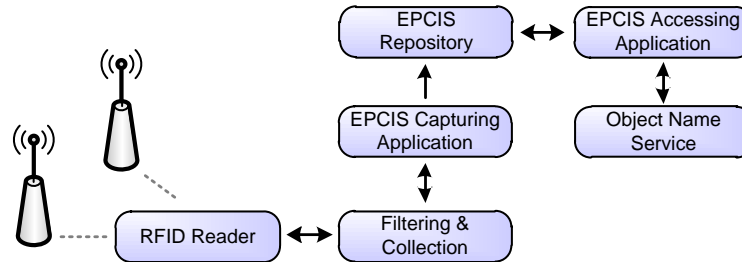 EPCIS
Repository
EPCIS Accessing
Application
EPCIS Capturing
Application
Object Name
Service
RFID Reader
Filtering &
Collection